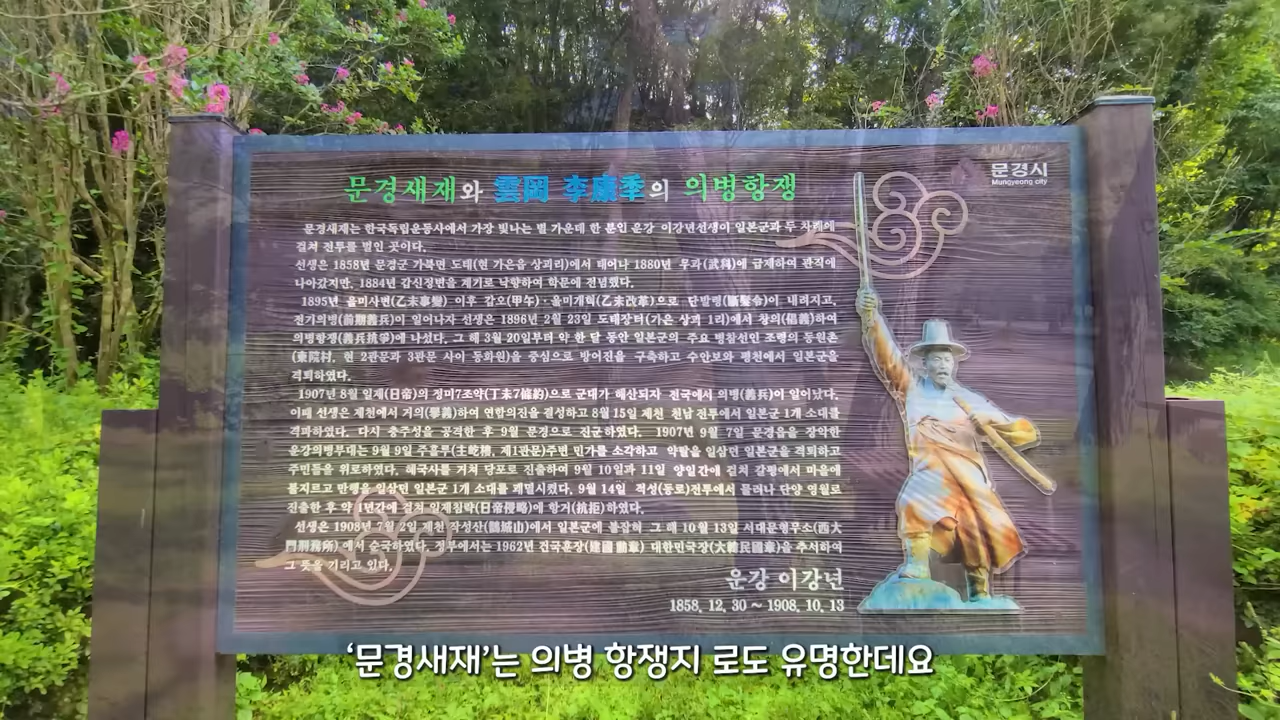 문경새재와 雲岡 李康秊의 의병항쟁
문경시
Mungyeong city
문경새재는 한국독립운동사에서 가장 빛나는 별 가운데 한 분인 운강 이강년선생이 일본군과 두 차례에
걸쳐 전투를 벌인 곳이다.
선생은 1858년 문경군 가북면 도태(현 가은읍 상괴리)에서 태어나 1880년 무과(武科)에 급제하여 관직에
나아갔지만, 1884년 갑신정변을 계기로 낙향하여 학문에 전념했다.
1895년 을미사변(乙未事變) 이후 갑오(甲午)·을미개혁(乙未改革)으로 단발령(斷髮令)이 내려지고,
전기의병(前期義兵)이 일어나자 선생은 1896년 2월 23일 도태장터(가은 상괴 1리)에서 창의(倡義)하여
의병항쟁(義兵抗爭)에 나섰다. 그 해 3월 20일부터 약 한 달 동안 일본군의 주요 병참선인 조령의 동원촌
(東院村, 현 2관문과 3관문 사이 동화원)을 중심으로 방어진을 구축하고 수안보와 평천에서 일본군을
격퇴하였다.
1907년 8월 일제(日帝)의 정미7조약(丁未7條約)으로 군대가 해산되자 전국에서 의병(義兵)이 일어났다.
이때 선생은 제천에서 거의(擧義)하여 연합의진을 결성하고 8월 15일 제천 천남 전투에서 일본군 1개 소대를
격파하였다. 다시 충주성을 공격한 후 9월 문경으로 진군하였다. 1907년 9월 7일 문경읍을 장악한
운강의병부대는 9월 9일 주흘루(主屹樓, 제1관문)주변 민가를 소각하고 약탈을 일삼던 일본군을 격퇴하고
주민들을 위로하였다. 혜국사를 거쳐 당포로 진출하여 9월 10일과 11일 양일간에 걸쳐 갈평에서 마을에
불지르고 만행을 일삼던 일본군 1개 소대를 궤멸시켰다. 9월 14일 적성(동로)전투에서 물러나 단양 영월로
진출한 후 약 1년간에 걸쳐 일제침략(日帝侵略)에 항거(抗拒)하였다.
선생은 1908년 7월 2일 제천 작성산(鵲城山)에서 일본군에 붙잡혀 그 해 10월 13일 서대문형무소(西大
門刑務所)에서 순국하였다. 정부에서는 1962년 건국훈장(建國勳章) 대한민국장(大韓民國章)을 추서하여
그 뜻을 기리고 있다.
운강 이강년
1858. 12. 30 ~ 1908. 10. 13
‘문경새재’는 의병 항쟁지 로도 유명한데요